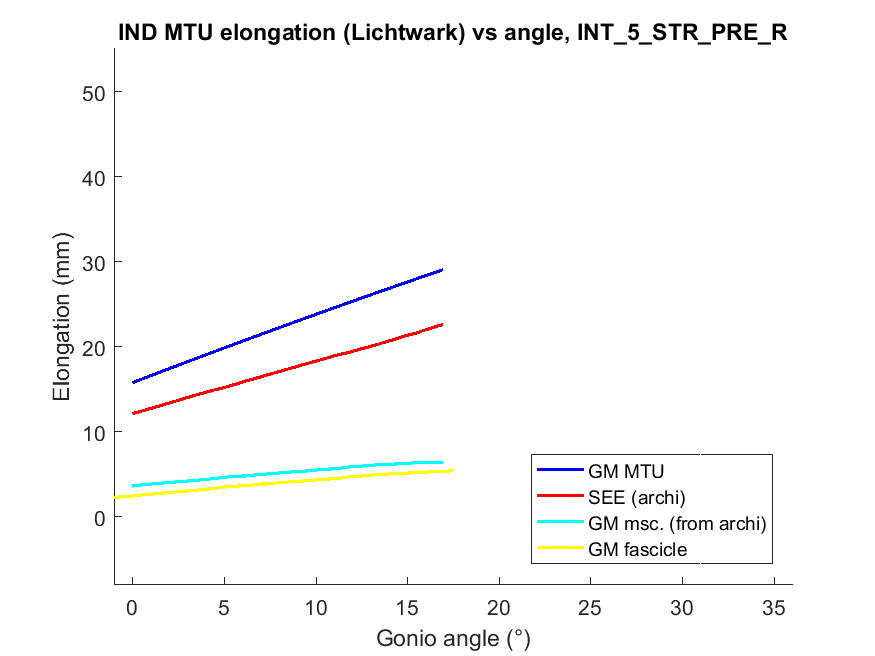 IND MTU elongation (Lichtwark) vs angle, INT_5_STR_PRE_R
50
40
30
20
10
0
Elongation (mm)
GM MTU
SEE (archi)
GM msc. (from archi)
GM fascicle
0 5 10 15 20 25 30 35
Gonio angle (°)